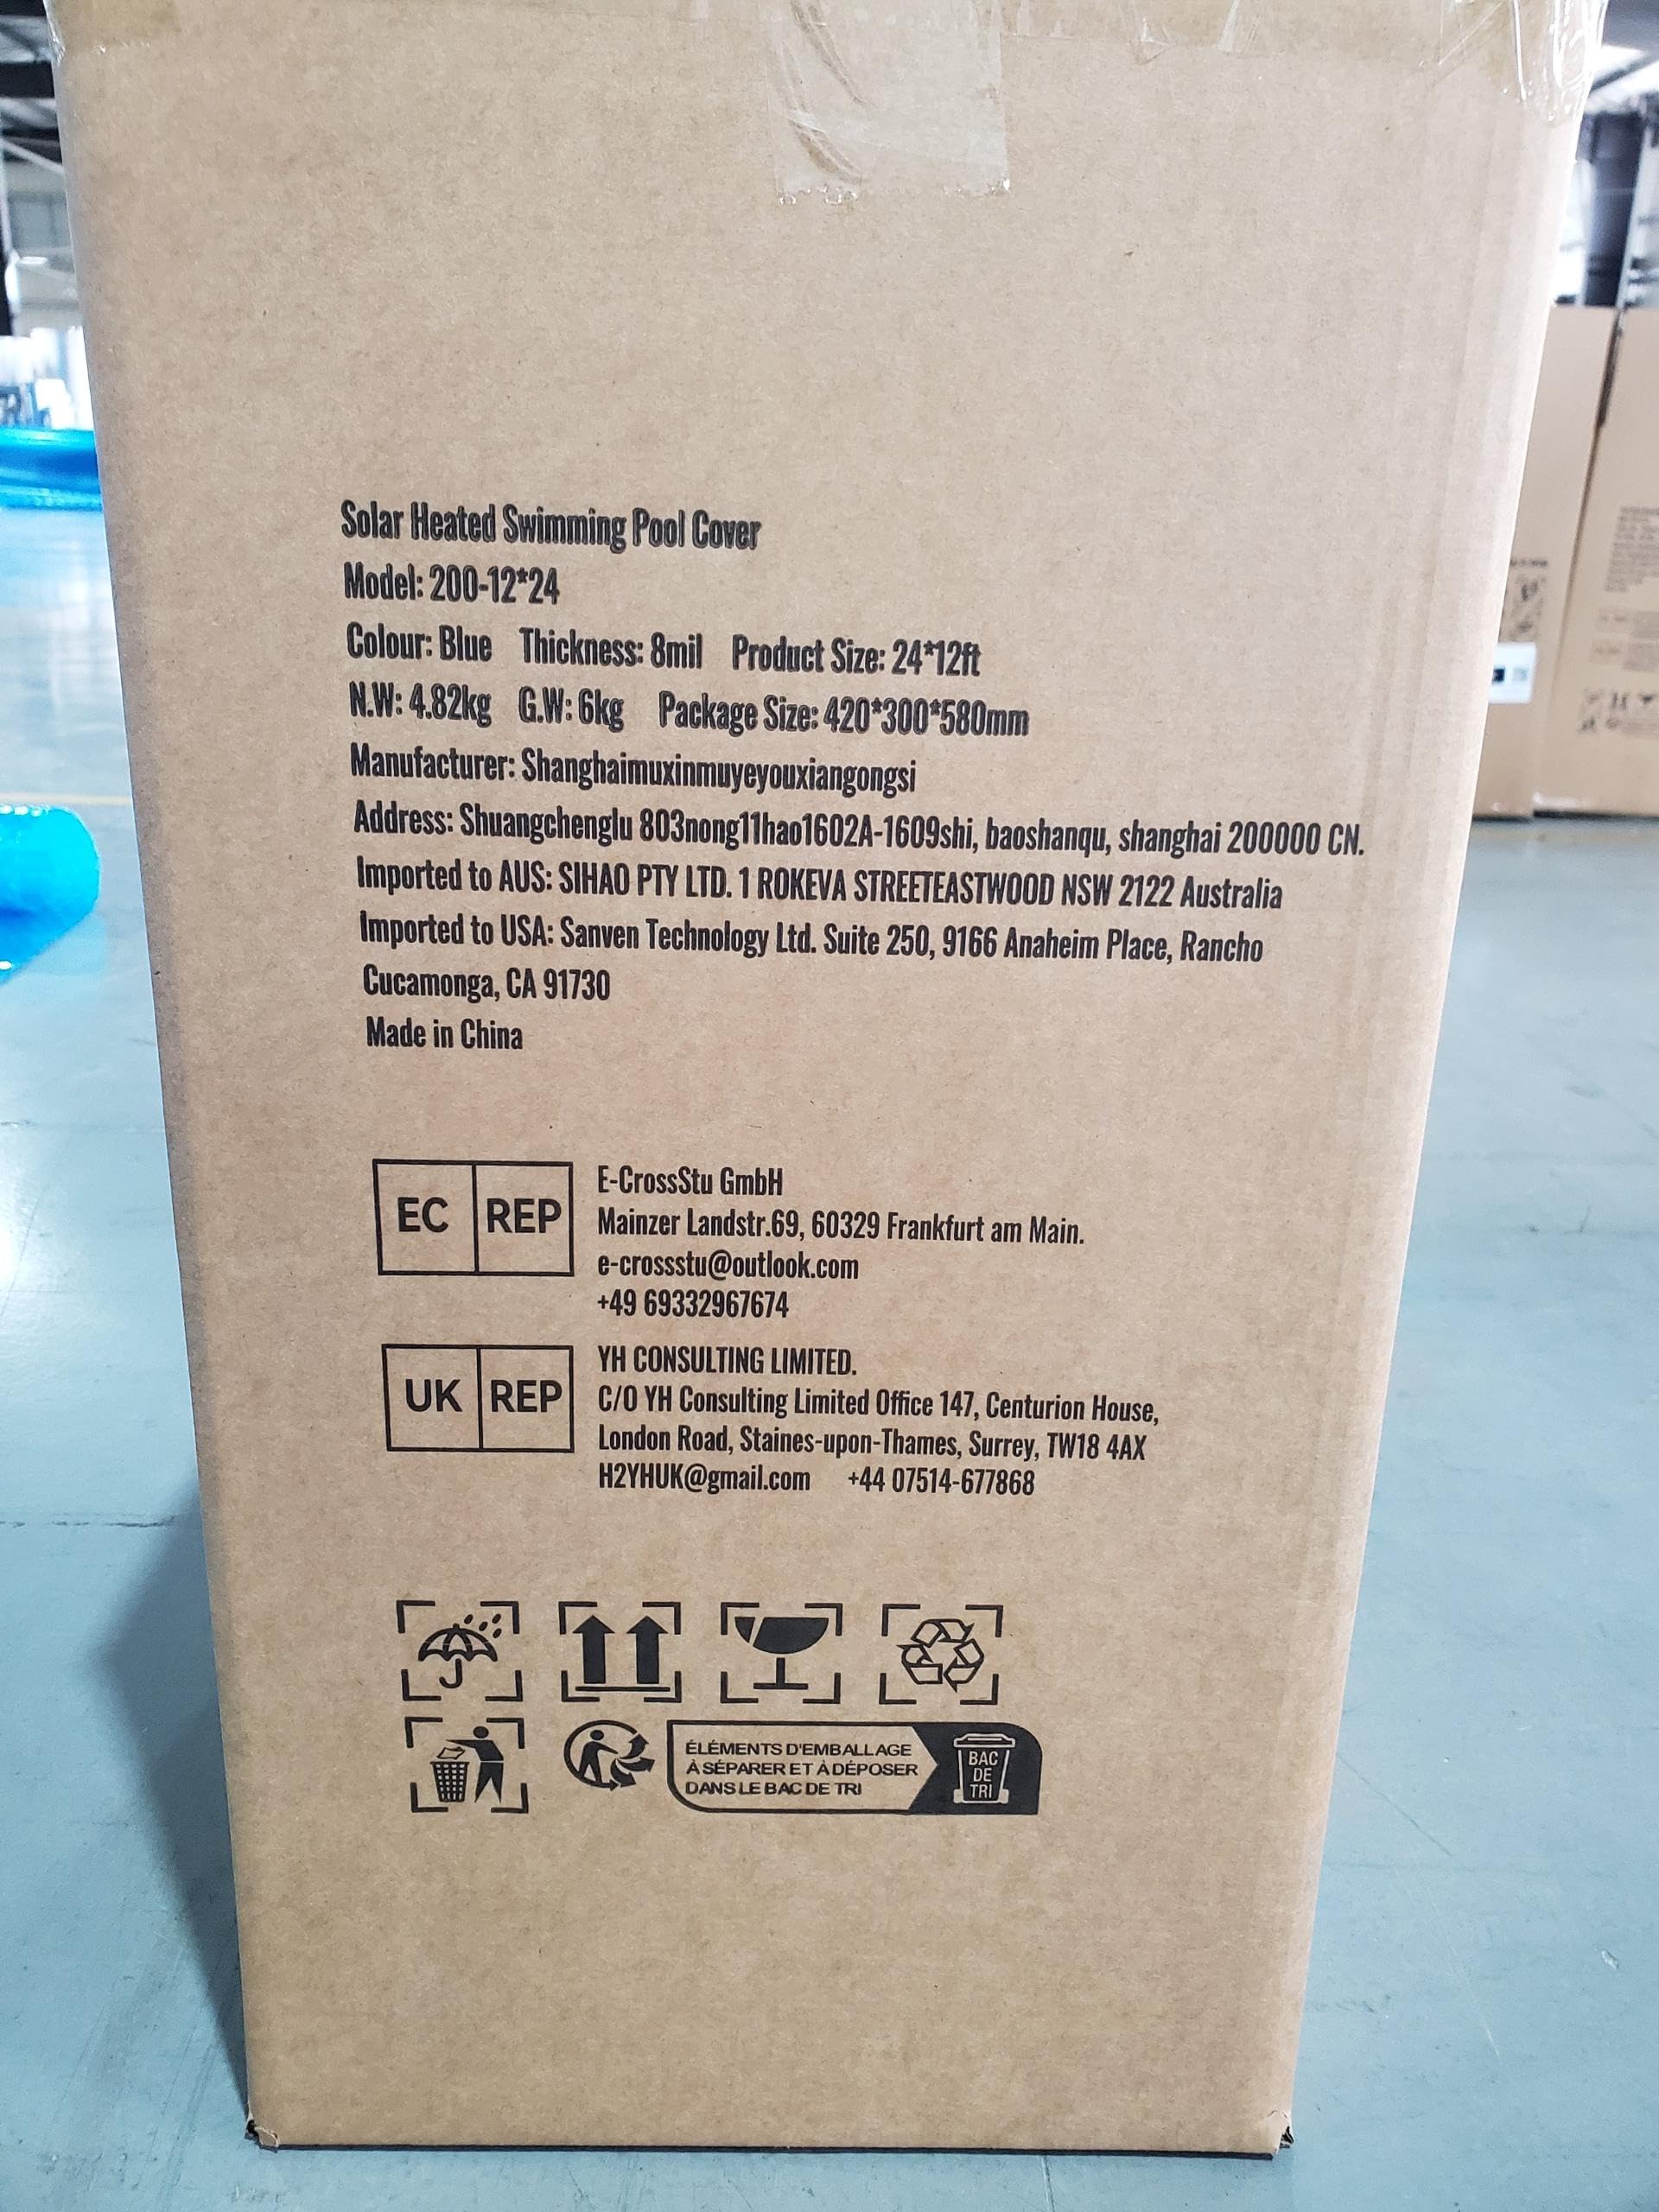 Solar Heated Swimming Pool Cover
Model: 200-12*24
Colour: Blue Thickness: 8mil Product Size: 24*12ft
N.W: 4.82kg G.W: 6kg Package Size: 420*300*580mm
Manufacturer: Shanghaimuxinmuyeyouxiangongsi
Address: Shuangchenglu 803nong11hao1602A-1609shi, baoshanqu, shanghai 200000 CN.
Imported to AUS: SIHAO PTY LTD. 1 ROKEVA STREETEASTWOOD NSW 2122 Australia
Imported to USA: Sanven Technology Ltd. Suite 250, 9166 Anaheim Place, Rancho
Cucamonga, CA 91730
Made in China
EC REP
E-CrossStu GmbH
Mainzer Landstr.69, 60329 Frankfurt am Main.
e-crossstu@outlook.com
+49 69332967674
UK REP
YH CONSULTING LIMITED.
C/O YH Consulting Limited Office 147, Centurion House,
London Road, Staines-upon-Thames, Surrey, TW18 4AX
H2YHUK@gmail.com +44 07514-677868
ÉLÉMENTS D'EMBALLAGE
À SÉPARER ET À DÉPOSER
DANS LE BAC DE TRI
BAC
DE
TRI